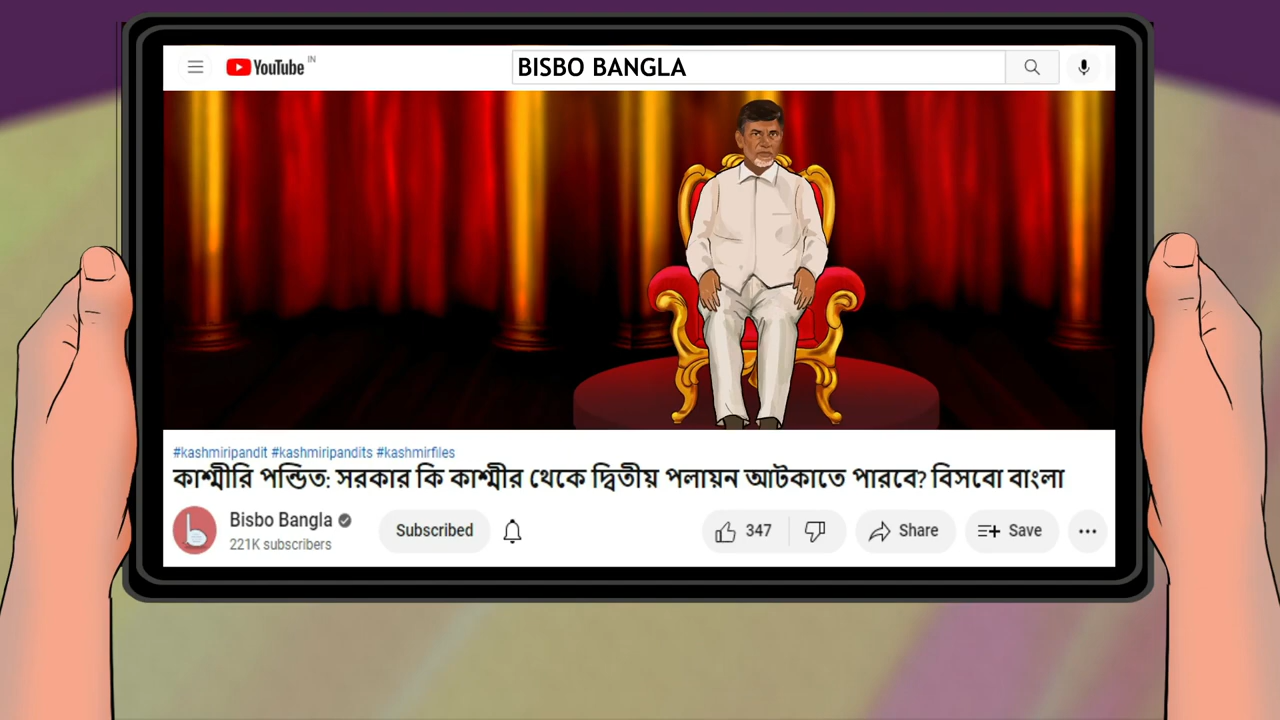 YouTube IN
BISBO BANGLA
#kashmiripandit #kashmiripandits #kashmirfiles
কাশ্মীরি পন্ডিত: সরকার কি কাশ্মীর থেকে দ্বিতীয় পলায়ন আটকাতে পারবে? বিসবো বাংলা
Bisbo Bangla
221K subscribers
Subscribed
347
Share
Save